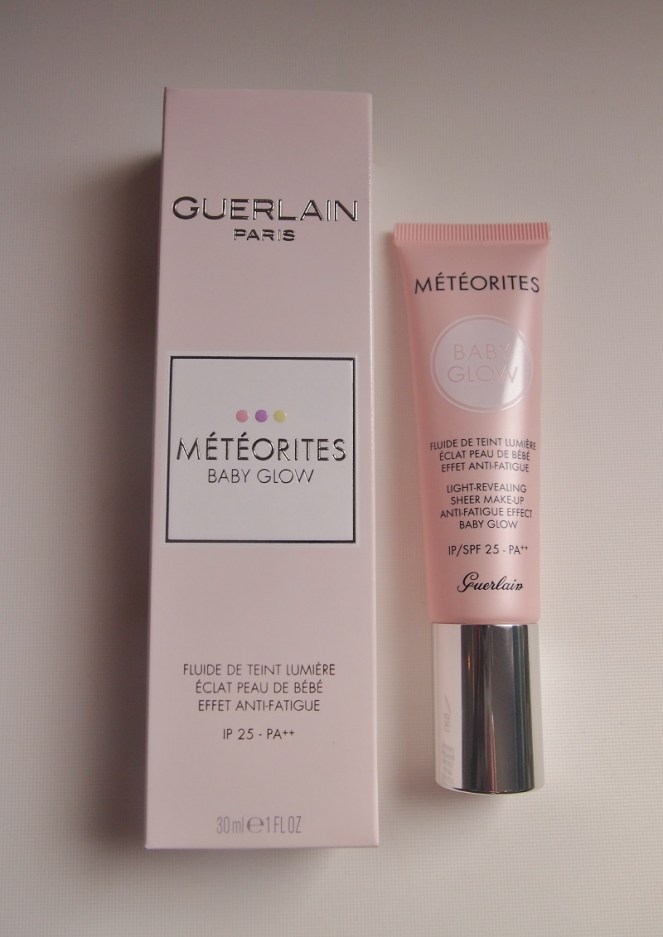 GUERLAIN
PARIS
MÉTÉORITES
BABY GLOW
FLUIDE DE TEINT LUMIÈRE
ÉCLAT PEAU DE BÉBÉ
EFFET ANTI-FATIGUE
IP 25 - PA++
30 ml ℮ 1 FL OZ
MÉTÉORITES
BABY
GLOW
FLUIDE DE TEINT LUMIÈRE
ÉCLAT PEAU DE BÉBÉ
EFFET ANTI-FATIGUE
LIGHT-REVEALING
SHEER MAKE-UP
ANTI-FATIGUE EFFECT
BABY GLOW
IP/SPF 25 - PA++
Guerlain